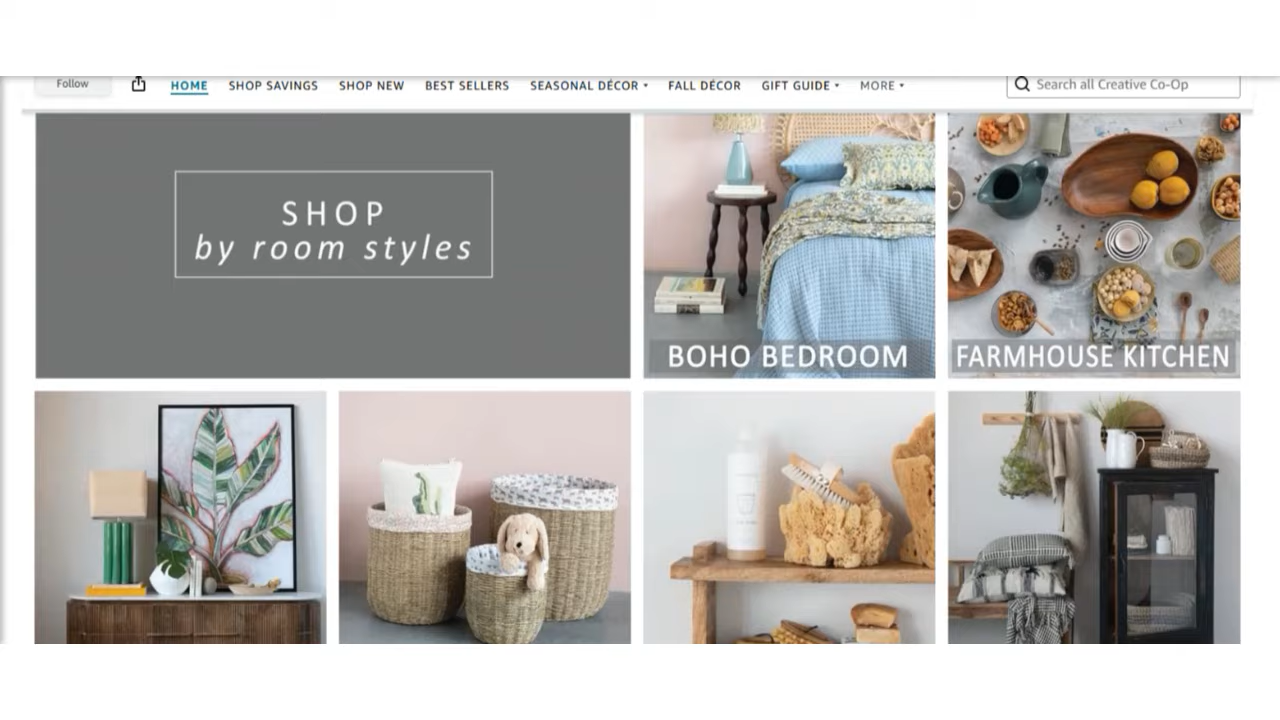 Follow
HOME SHOP SAVINGS SHOP NEW BEST SELLERS SEASONAL DÉCOR FALL DÉCOR GIFT GUIDE MORE
Search all Creative Co-Op
SHOP
by room styles
BOHO BEDROOM
FARMHOUSE KITCHEN